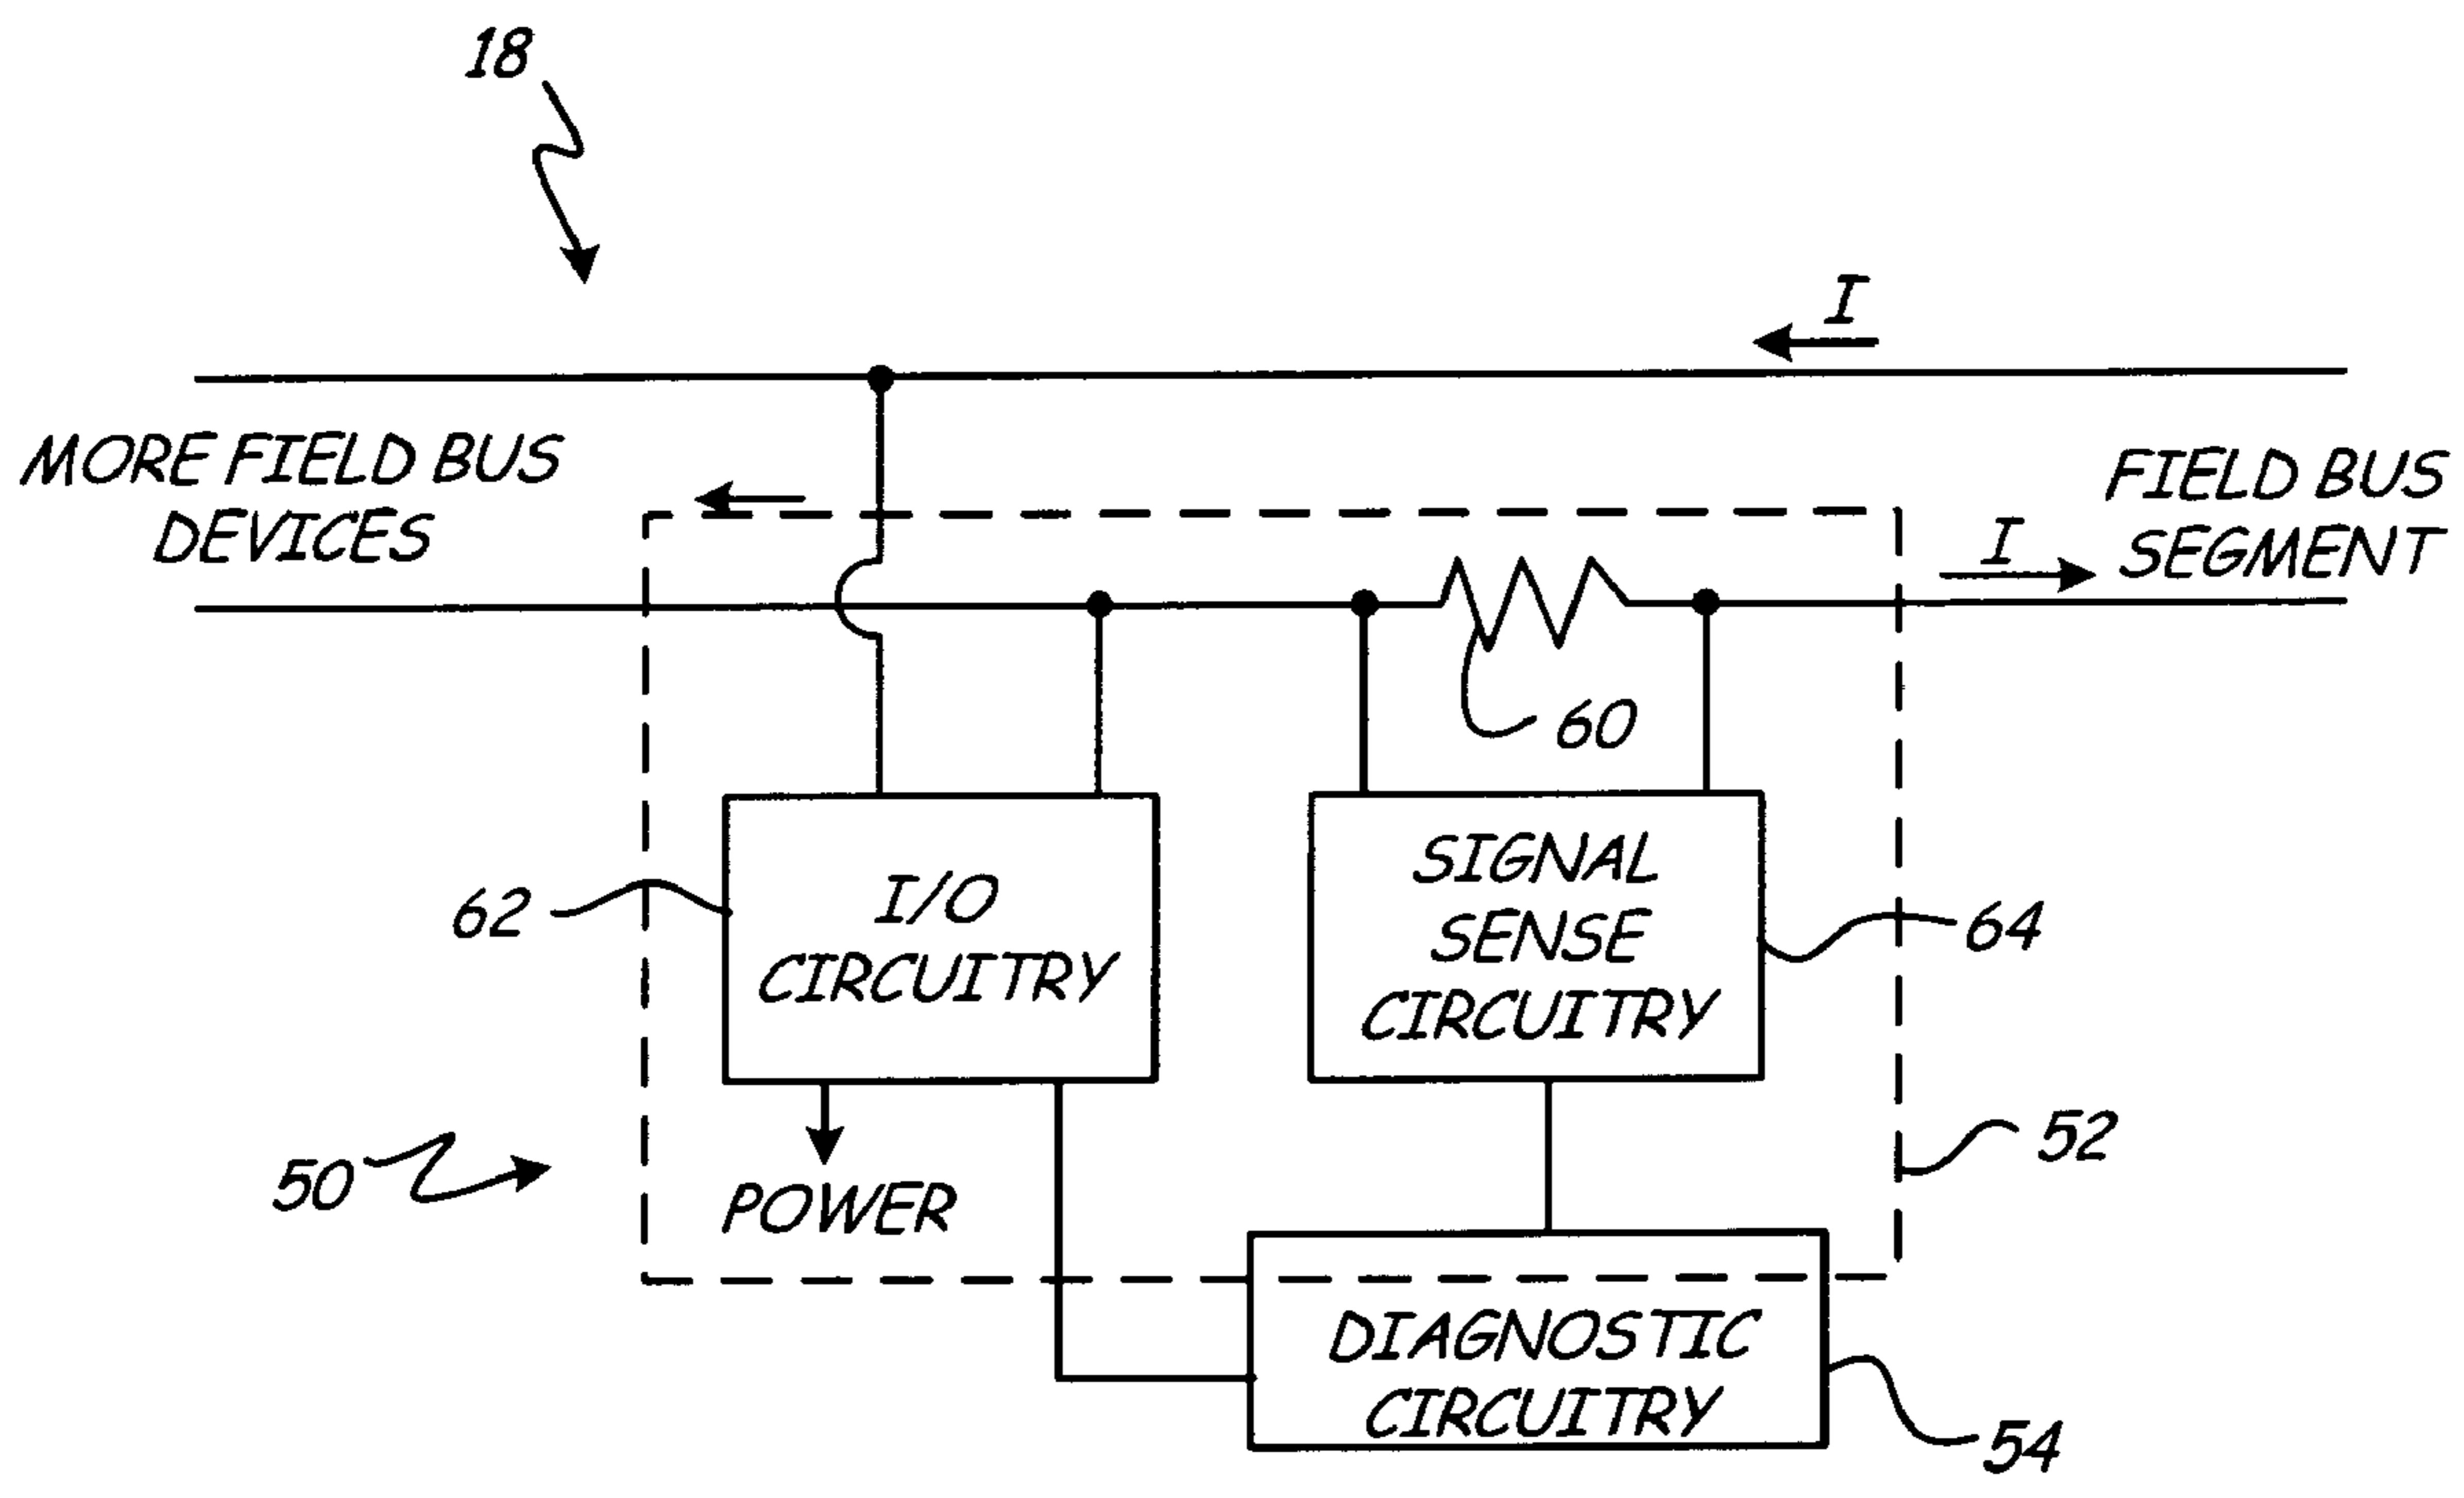 18
I
MORE FIELD BUS
DEVICES
FIELD BUS
SEGMENT
I
60
62
I/O
CIRCUITRY
SIGNAL
SENSE
CIRCUITRY
64
50
POWER
52
DIAGNOSTIC
CIRCUITRY
54